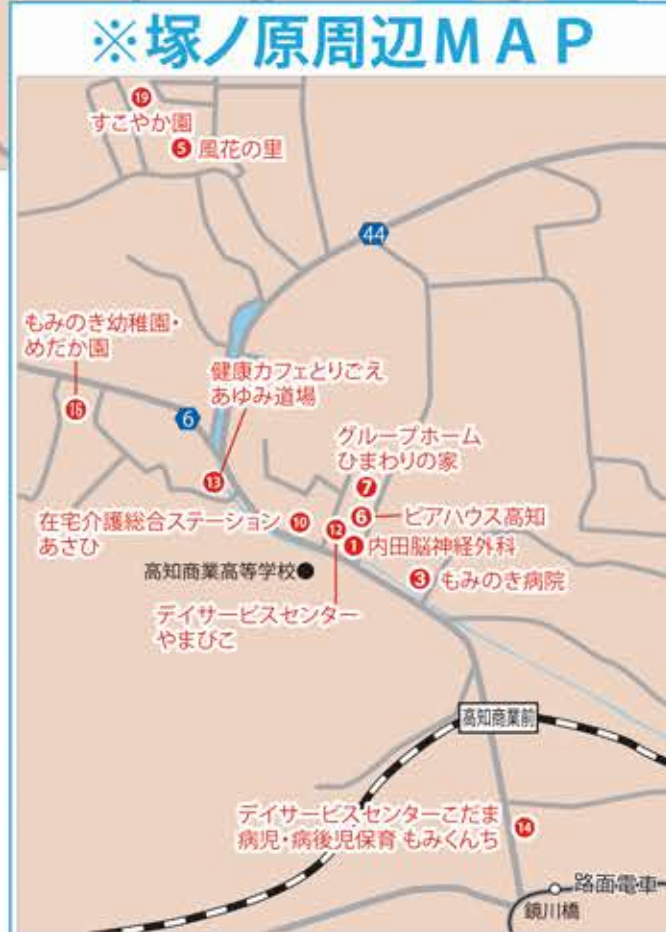 ※塚ノ原周辺MAP
19
すこやか園
5 風花の里
44
もみのき幼稚園・
めだか園
16
健康カフェとりごえ
あゆみ道場
6
13
グループホーム
ひまわりの家
7
在宅介護総合ステーション 10
あさひ
12
6 ピアハウス高知
1 内田脳神経外科
高知商業高等学校
3 もみのき病院
デイサービスセンター
やまびこ
高知商業前
デイサービスセンターこだま
病児・病後児保育 もみくんち
14
路面電車
鏡川橋